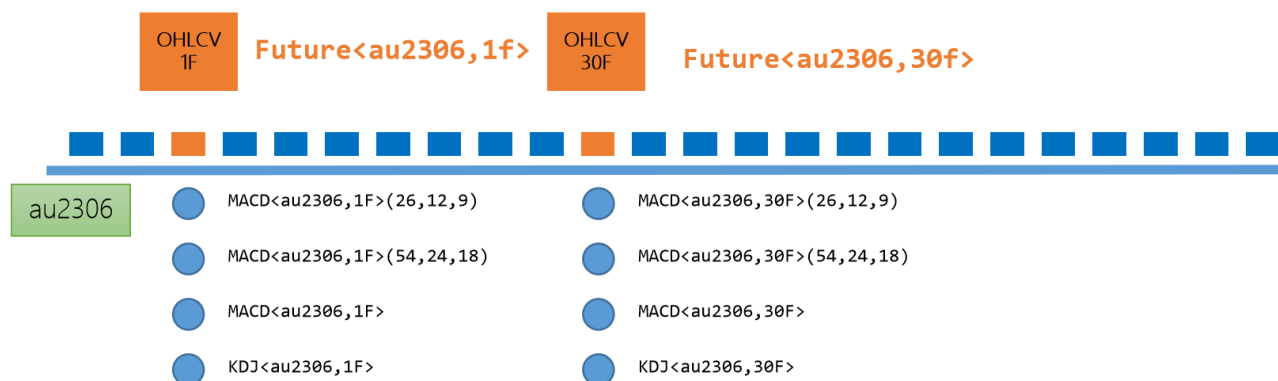 OHLCV
1F
Future<au2306,1f>
OHLCV
30F
Future<au2306,30f>
au2306
MACD<au2306,1F>(26,12,9)
MACD<au2306,30F>(26,12,9)
MACD<au2306,1F>(54,24,18)
MACD<au2306,30F>(54,24,18)
MACD<au2306,1F>
MACD<au2306,30F>
KDJ<au2306,1F>
KDJ<au2306,30F>